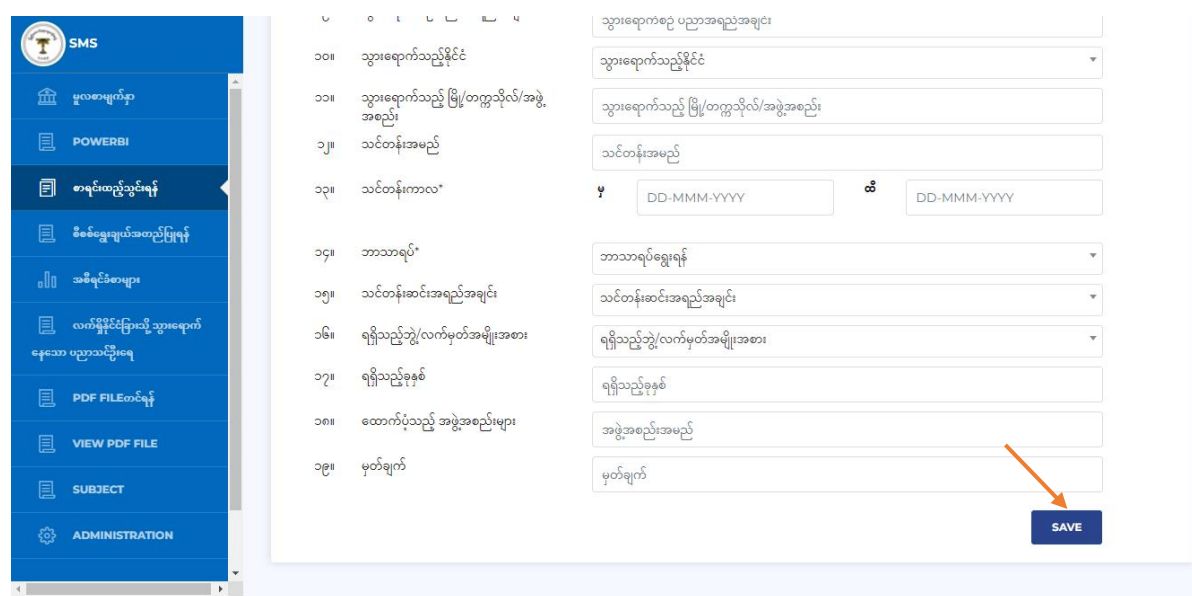 SMS
မူလစာမျက်နှာ
POWERBI
စာရင်းထည့်သွင်းရန်
စီစစ်ရွေးချယ်အတည်ပြုရန်
အစီရင်ခံစာများ
လက်ရှိနိုင်ငံခြားသို့ သွားရောက်
နေသော ပညာသင်ဦးရေ
PDF FILEတင်ရန်
VIEW PDF FILE
SUBJECT
ADMINISTRATION
သွားရောက်မည့် ပညာအရည်အချင်း
၁၀။ သွားရောက်သည့်နိုင်ငံ သွားရောက်သည့်နိုင်ငံ
၁၁။ သွားရောက်သည့် မြို့/တက္ကသိုလ်/အဖွဲ့ သွားရောက်သည့် မြို့/တက္ကသိုလ်/အဖွဲ့အစည်း
အစည်း
၁၂။ သင်တန်းအမည် သင်တန်းအမည်
၁၃။ သင်တန်းကာလ* မှ DD-MMM-YYYY ထိ DD-MMM-YYYY
၁၄။ ဘာသာရပ်* ဘာသာရပ်ရွေးရန်
၁၅။ သင်တန်းဆင်းအရည်အချင်း သင်တန်းဆင်းအရည်အချင်း
၁၆။ ရရှိသည့်ဘွဲ့/လက်မှတ်အမျိုးအစား ရရှိသည့်ဘွဲ့/လက်မှတ်အမျိုးအစား
၁၇။ ရရှိသည့်ခုနှစ် ရရှိသည့်ခုနှစ်
၁၈။ ထောက်ပံ့သည့် အဖွဲ့အစည်းများ အဖွဲ့အစည်းအမည်
၁၉။ မှတ်ချက် မှတ်ချက်
SAVE